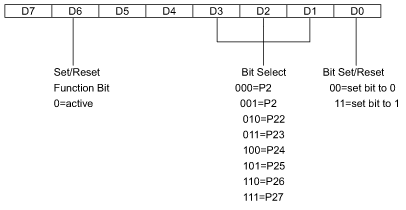 D7 D6 D5 D4 D3 D2 D1 D0
Set/Reset
Function Bit
0=active
Bit Select
000=P2
001=P2
010=P22
011=P23
100=P24
101=P25
110=P26
111=P27
Bit Set/Reset
00=set bit to 0
11=set bit to 1